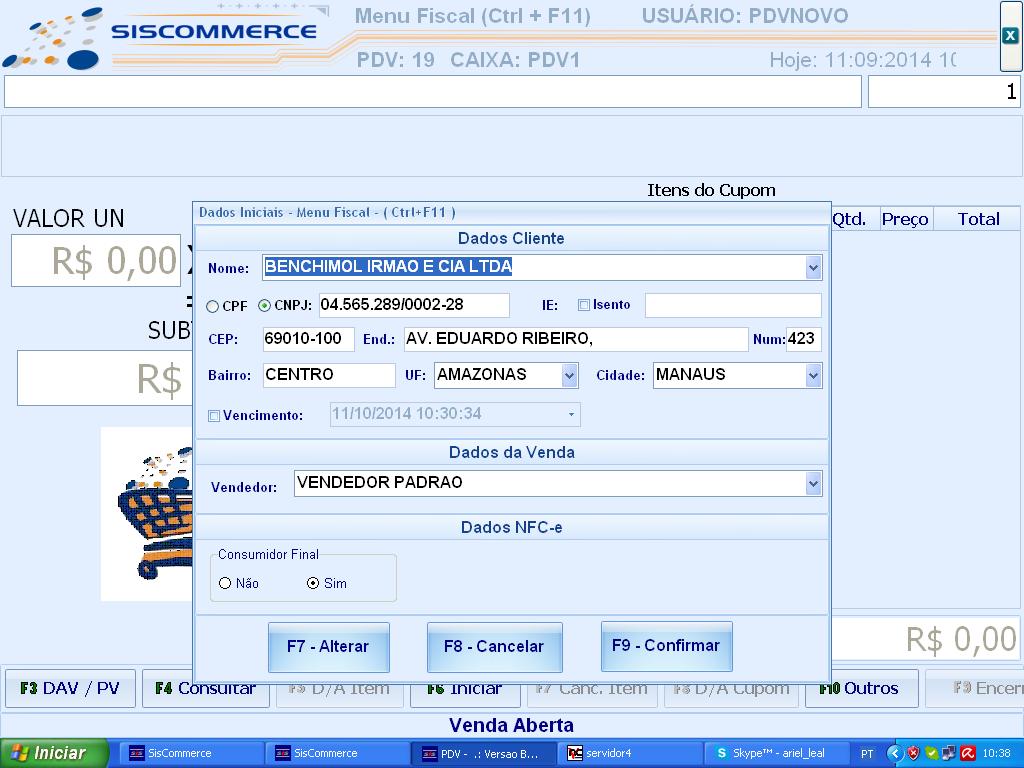 SISCOMMERCE
Menu Fiscal (Ctrl + F11) USUÁRIO: PDVNOVO
PDV: 19 CAIXA: PDV1 Hoje: 11:09:2014
X
1
Itens do Cupom
VALOR UN
Qtd. Preço Total
R$ 0,00
R$
Dados Iniciais - Menu Fiscal - ( Ctrl+F11 )
Dados Cliente
Nome: BENCHIMOL IRMAO E CIA LTDA
CPF CNPJ: 04.565.289/0002-28 IE: Isento
CEP: 69010-100 End.: AV. EDUARDO RIBEIRO, Num: 423
Bairro: CENTRO UF: AMAZONAS Cidade: MANAUS
Vencimento: 11/10/2014 10:30:34
Dados da Venda
Vendedor: VENDEDOR PADRAO
Dados NFC-e
Consumidor Final
Não Sim
F7 - Alterar F8 - Cancelar F9 - Confirmar
R$ 0,00
F3 DAV / PV F4 Consultar F5 D/A Item F6 Iniciar F7 Canc. Item F8 D/A Cupom F10 Outros F9
Venda Aberta
Iniciar SisCommerce SisCommerce PDV - ..: Versao B... servidor4 Skype™ - ariel_leal PT 10:38